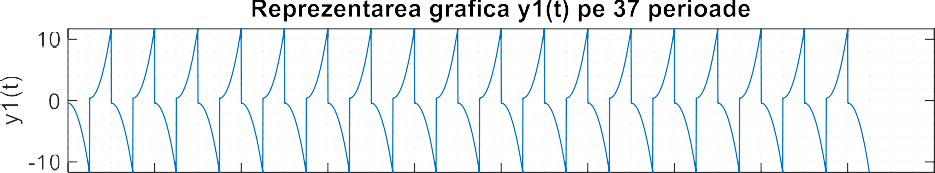 Reprezentarea grafica y1(t) pe 37 perioade
10
0
-10
y1(t)